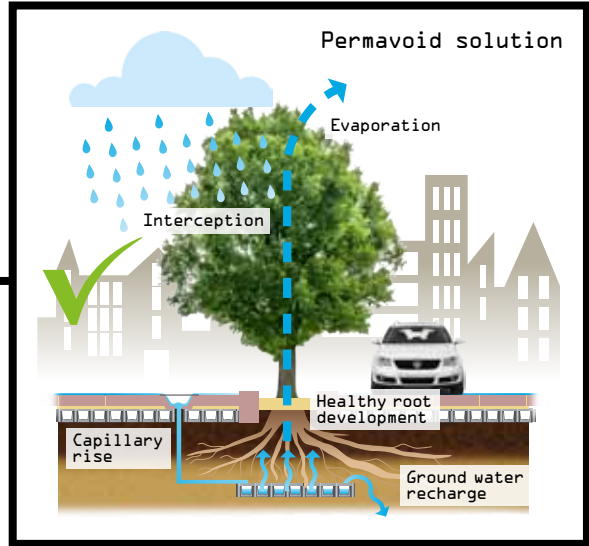 Permavoid solution
Evaporation
Interception
Healthy root
development
Capillary
rise
Ground water
recharge